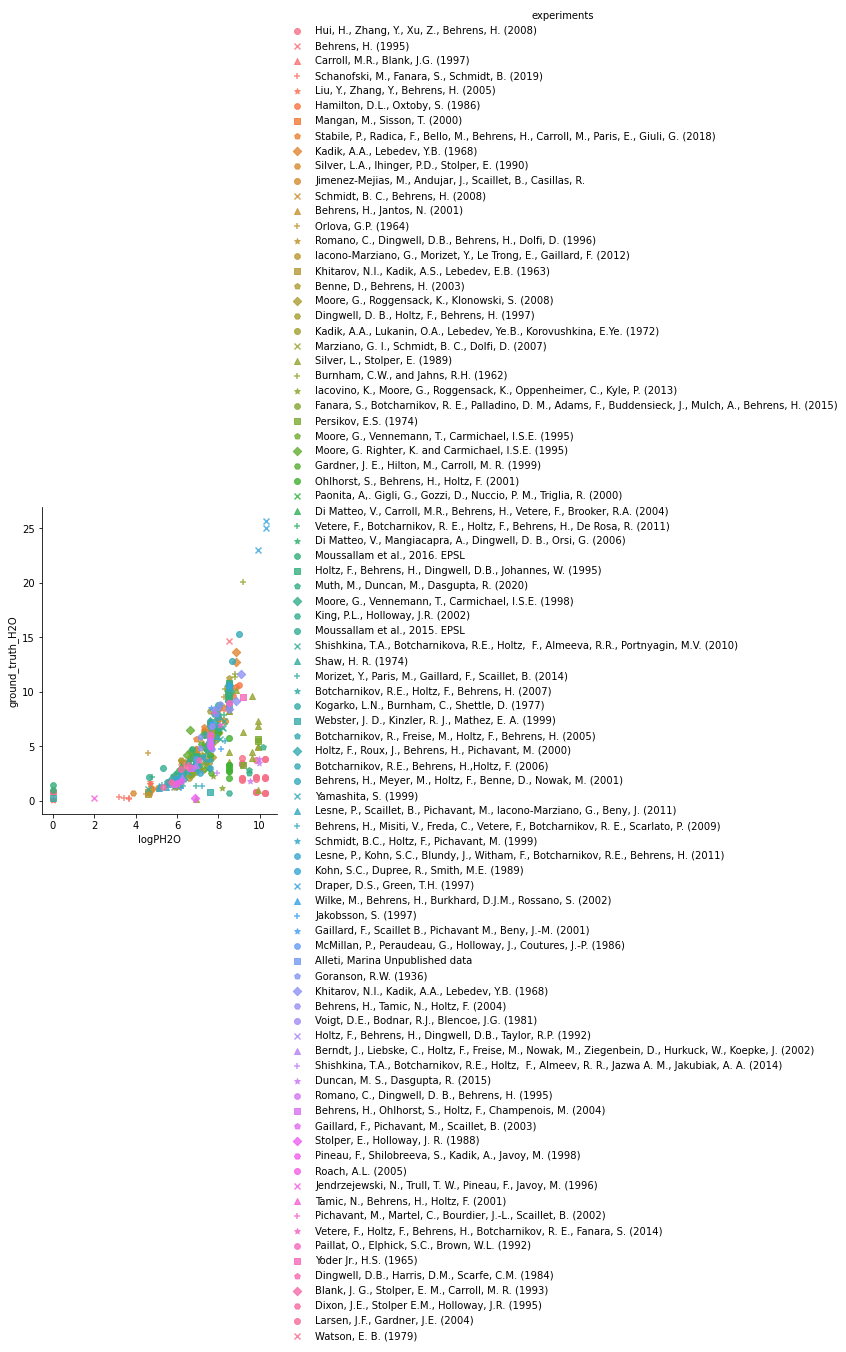 experiments
Hui, H., Zhang, Y., Xu, Z., Behrens, H. (2008)
Behrens, H. (1995)
Carroll, M.R., Blank, J.G. (1997)
Schanofski, M., Fanara, S., Schmidt, B. (2019)
Liu, Y., Zhang, Y., Behrens, H. (2005)
Hamilton, D.L., Oxtoby, S. (1986)
Mangan, M., Sisson, T. (2000)
Stabile, P., Radica, F., Bello, M., Behrens, H., Carroll, M., Paris, E., Giuli, G. (2018)
Kadik, A.A., Lebedev, Y.B. (1968)
Silver, L.A., Ihinger, P.D., Stolper, E. (1990)
Jimenez-Mejias, M., Andujar, J., Scaillet, B., Casillas, R.
Schmidt, B. C., Behrens, H. (2008)
Behrens, H., Jantos, N. (2001)
Orlova, G.P. (1964)
Romano, C., Dingwell, D.B., Behrens, H., Dolfi, D. (1996)
Iacono-Marziano, G., Morizet, Y., Le Trong, E., Gaillard, F. (2012)
Khitarov, N.I., Kadik, A.S., Lebedev, E.B. (1963)
Benne, D., Behrens, H. (2003)
Moore, G., Roggensack, K., Klonowski, S. (2008)
Dingwell, D. B., Holtz, F., Behrens, H. (1997)
Kadik, A.A., Lukanin, O.A., Lebedev, Ye.B., Korovushkina, E.Ye. (1972)
Marziano, G. I., Schmidt, B. C., Dolfi, D. (2007)
Silver, L., Stolper, E. (1989)
Burnham, C.W., and Jahns, R.H. (1962)
Iacovino, K., Moore, G., Roggensack, K., Oppenheimer, C., Kyle, P. (2013)
Fanara, S., Botcharnikov, R. E., Palladino, D. M., Adams, F., Buddensieck, J., Mulch, A., Behrens, H. (2015)
Persikov, E.S. (1974)
Moore, G., Vennemann, T., Carmichael, I.S.E. (1995)
Moore, G. Righter, K. and Carmichael, I.S.E. (1995)
Gardner, J. E., Hilton, M., Carroll, M. R. (1999)
Ohlhorst, S., Behrens, H., Holtz, F. (2001)
Paonita, A,. Gigli, G., Gozzi, D., Nuccio, P. M., Triglia, R. (2000)
Di Matteo, V., Carroll, M.R., Behrens, H., Vetere, F., Brooker, R.A. (2004)
Vetere, F., Botcharnikov, R. E., Holtz, F., Behrens, H., De Rosa, R. (2011)
Di Matteo, V., Mangiacapra, A., Dingwell, D. B., Orsi, G. (2006)
Moussallam et al., 2016. EPSL
Holtz, F., Behrens, H., Dingwell, D.B., Johannes, W. (1995)
Muth, M., Duncan, M., Dasgupta, R. (2020)
Moore, G., Vennemann, T., Carmichael, I.S.E. (1998)
King, P.L., Holloway, J.R. (2002)
Moussallam et al., 2015. EPSL
Shishkina, T.A., Botcharnikova, R.E., Holtz,  F., Almeeva, R.R., Portnyagin, M.V. (2010)
Shaw, H. R. (1974)
Morizet, Y., Paris, M., Gaillard, F., Scaillet, B. (2014)
Botcharnikov, R.E., Holtz, F., Behrens, H. (2007)
Kogarko, L.N., Burnham, C., Shettle, D. (1977)
Webster, J. D., Kinzler, R. J., Mathez, E. A. (1999)
Botcharnikov, R., Freise, M., Holtz, F., Behrens, H. (2005)
Holtz, F., Roux, J., Behrens, H., Pichavant, M. (2000)
Botcharnikov, R.E., Behrens, H.,Holtz, F. (2006)
Behrens, H., Meyer, M., Holtz, F., Benne, D., Nowak, M. (2001)
Yamashita, S. (1999)
Lesne, P., Scaillet, B., Pichavant, M., Iacono-Marziano, G., Beny, J. (2011)
Behrens, H., Misiti, V., Freda, C., Vetere, F., Botcharnikov, R. E., Scarlato, P. (2009)
Schmidt, B.C., Holtz, F., Pichavant, M. (1999)
Lesne, P., Kohn, S.C., Blundy, J., Witham, F., Botcharnikov, R.E., Behrens, H. (2011)
Kohn, S.C., Dupree, R., Smith, M.E. (1989)
Draper, D.S., Green, T.H. (1997)
Wilke, M., Behrens, H., Burkhard, D.J.M., Rossano, S. (2002)
Jakobsson, S. (1997)
Gaillard, F., Scaillet B., Pichavant M., Beny, J.-M. (2001)
McMillan, P., Peraudeau, G., Holloway, J., Coutures, J.-P. (1986)
Alleti, Marina Unpublished data
Goranson, R.W. (1936)
Khitarov, N.I., Kadik, A.A., Lebedev, Y.B. (1968)
Behrens, H., Tamic, N., Holtz, F. (2004)
Voigt, D.E., Bodnar, R.J., Blencoe, J.G. (1981)
Holtz, F., Behrens, H., Dingwell, D.B., Taylor, R.P. (1992)
Berndt, J., Liebske, C., Holtz, F., Freise, M., Nowak, M., Ziegenbein, D., Hurkuck, W., Koepke, J. (2002)
Shishkina, T.A., Botcharnikov, R.E., Holtz,  F., Almeev, R. R., Jazwa A. M., Jakubiak, A. A. (2014)
Duncan, M. S., Dasgupta, R. (2015)
Romano, C., Dingwell, D. B., Behrens, H. (1995)
Behrens, H., Ohlhorst, S., Holtz, F., Champenois, M. (2004)
Gaillard, F., Pichavant, M., Scaillet, B. (2003)
Stolper, E., Holloway, J. R. (1988)
Pineau, F., Shilobreeva, S., Kadik, A., Javoy, M. (1998)
Roach, A.L. (2005)
Jendrzejewski, N., Trull, T. W., Pineau, F., Javoy, M. (1996)
Tamic, N., Behrens, H., Holtz, F. (2001)
Pichavant, M., Martel, C., Bourdier, J.-L., Scaillet, B. (2002)
Vetere, F., Holtz, F., Behrens, H., Botcharnikov, R. E., Fanara, S. (2014)
Paillat, O., Elphick, S.C., Brown, W.L. (1992)
Yoder Jr., H.S. (1965)
Dingwell, D.B., Harris, D.M., Scarfe, C.M. (1984)
Blank, J. G., Stolper, E. M., Carroll, M. R. (1993)
Dixon, J.E., Stolper E.M., Holloway, J.R. (1995)
Larsen, J.F., Gardner, J.E. (2004)
Watson, E. B. (1979)
ground_truth_H2O
25
20
15
10
5
0
0 2 4 6 8 10
logPH2O